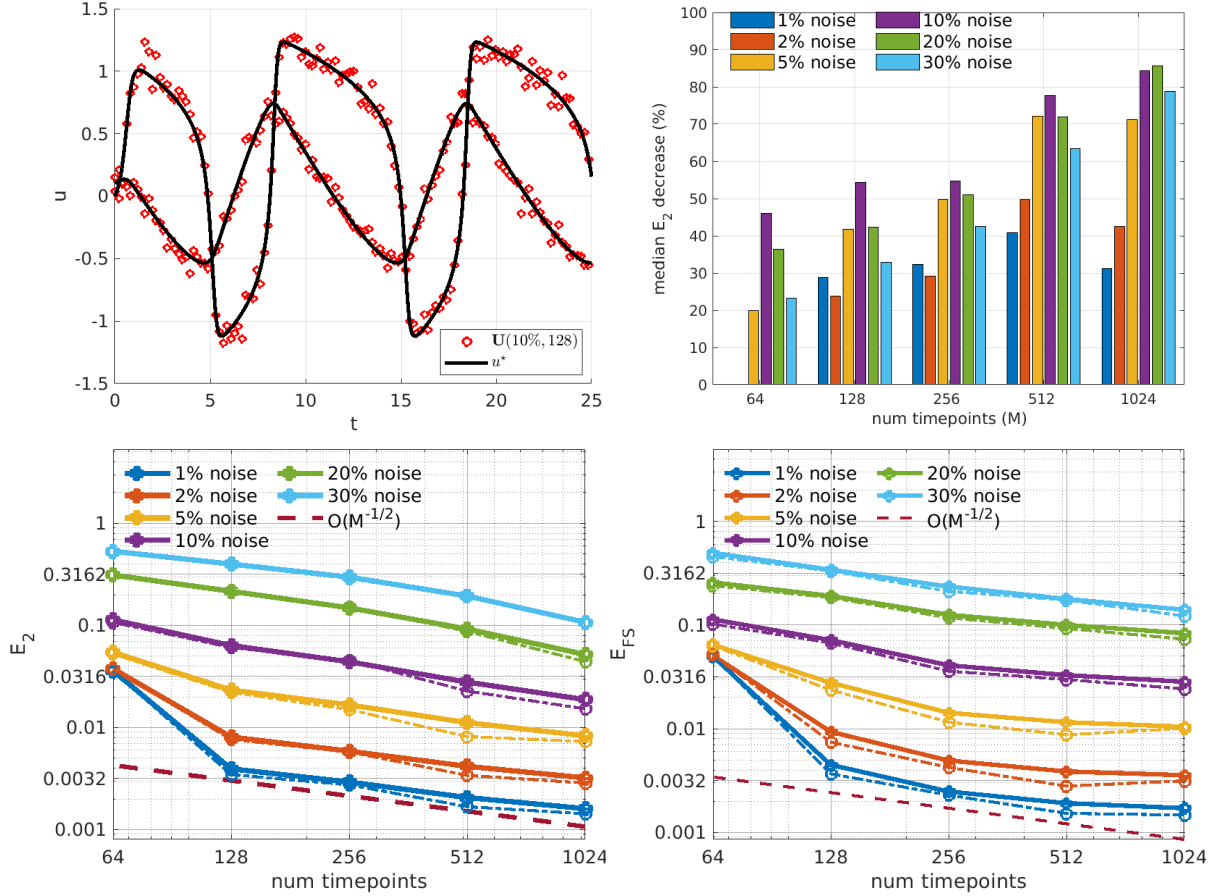 1.5
1
0.5
0
-0.5
-1
-1.5
u
0
5
10
15
20
25
t
U(10%, 128)
u⋆
100
90
80
70
60
50
40
30
20
10
0
median E2 decrease (%)
1% noise
2% noise
5% noise
10% noise
20% noise
30% noise
64
128
256
512
1024
num timepoints (M)
1% noise
2% noise
5% noise
10% noise
20% noise
30% noise
O(M-1/2)
1
0.3162
0.1
0.0316
0.01
0.0032
0.001
E2
64
128
256
512
1024
num timepoints
1% noise
2% noise
5% noise
10% noise
20% noise
30% noise
O(M-1/2)
1
0.3162
0.1
0.0316
0.01
0.0032
0.001
EFS
64
128
256
512
1024
num timepoints